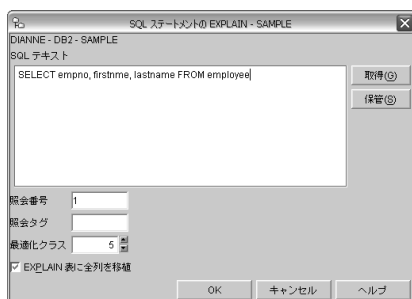 SQL ステートメントの EXPLAIN - SAMPLE
DIANNE - DB2 - SAMPLE
SQL テキスト
SELECT empno, firstnme, lastname FROM employee
取得(G)
保管(S)
照会番号 1
照会タグ
最適化クラス 5
EXPLAIN 表に全列を移植
OK キャンセル ヘルプ